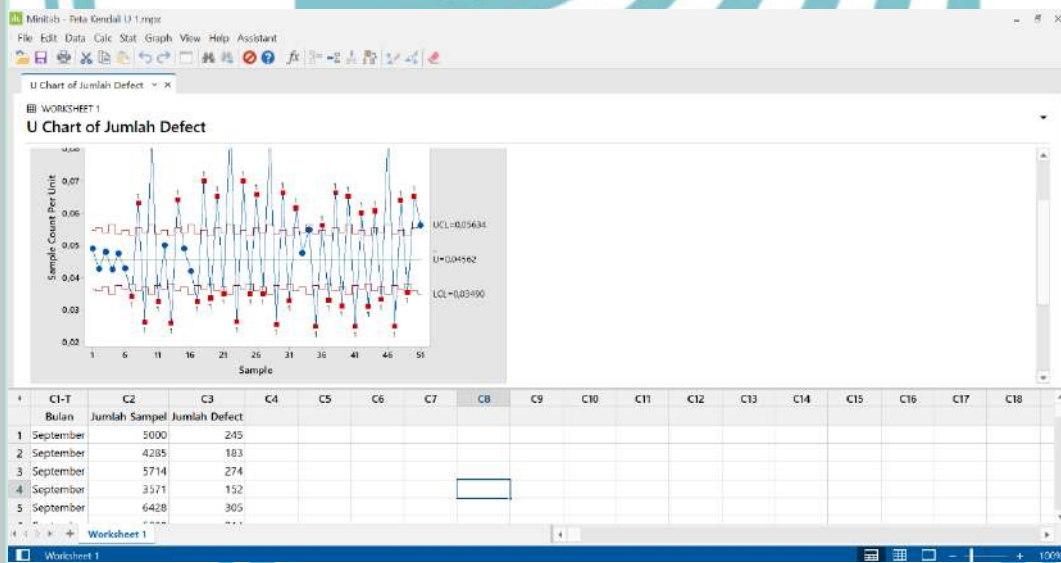 Minitab - Peta Kendall U 1.mpx
File Edit Data Calc Stat Graph View Help Assistant
U Chart of Jumlah Defect
WORKSHEET 1
U Chart of Jumlah Defect
0,08
0,07
0,06
0,05
0,04
0,03
0,02
Sample Count Per Unit
UCL=0,05634
Ū=0,04562
LCL=0,03490
1 6 11 16 21 26 31 36 41 46 51
Sample
C1-T C2 C3 C4 C5 C6 C7 C8 C9 C10 C11 C12 C13 C14 C15 C16 C17 C18
Bulan Jumlah Sampel Jumlah Defect
1 September 5000 245
2 September 4285 183
3 September 5714 274
4 September 3571 152
5 September 6428 305
Worksheet 1
Worksheet 1 100%